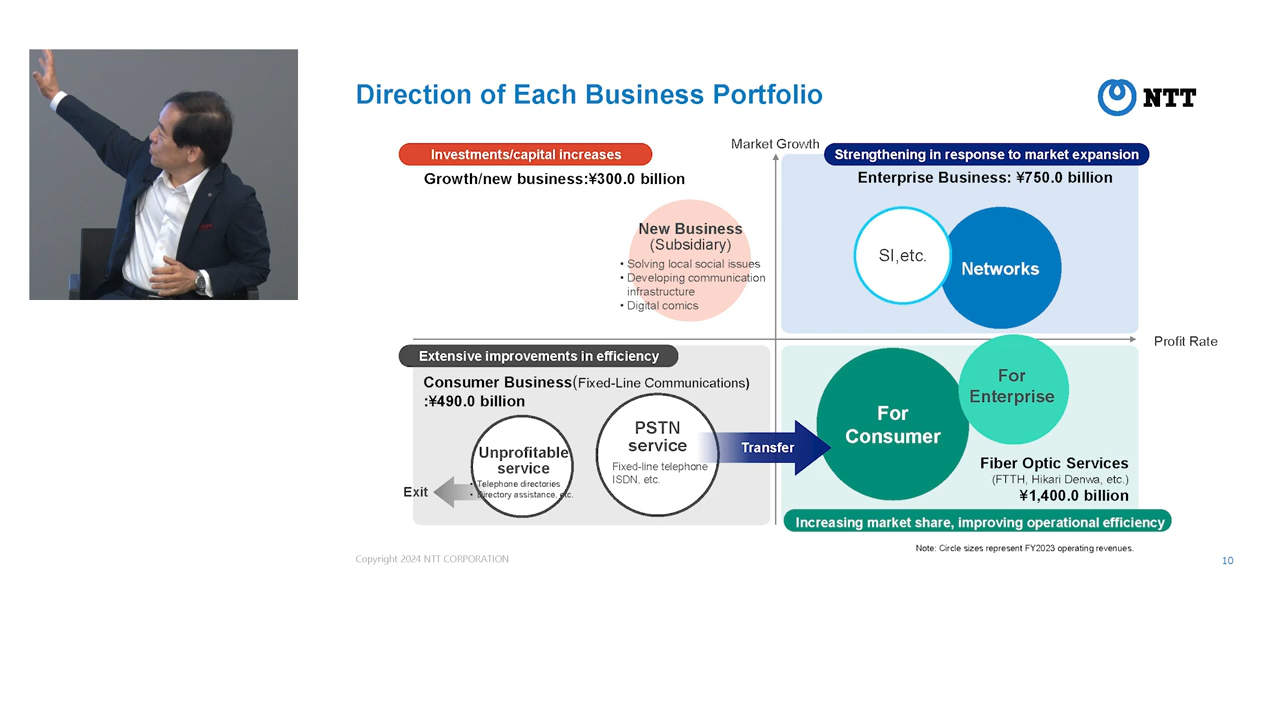 Direction of Each Business Portfolio
NTT
Investments/capital increases
Growth/new business:¥300.0 billion
Market Growth
Strengthening in response to market expansion
Enterprise Business: ¥750.0 billion
New Business
(Subsidiary)
• Solving local social issues
• Developing communication
infrastructure
• Digital comics
SI,etc.
Networks
Profit Rate
Extensive improvements in efficiency
Consumer Business(Fixed-Line Communications)
:¥490.0 billion
Unprofitable
service
• Telephone directories
• Directory assistance, etc.
Exit
PSTN
service
Fixed-line telephone
ISDN, etc.
Transfer
For
Consumer
For
Enterprise
Fiber Optic Services
(FTTH, Hikari Denwa, etc.)
¥1,400.0 billion
Increasing market share, improving operational efficiency
Note: Circle sizes represent FY2023 operating revenues.
Copyright 2024 NTT CORPORATION
10